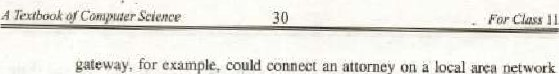 A Textbook of Computer Science 30 For Class 11
gateway, for example, could connect an attorney on a local area network